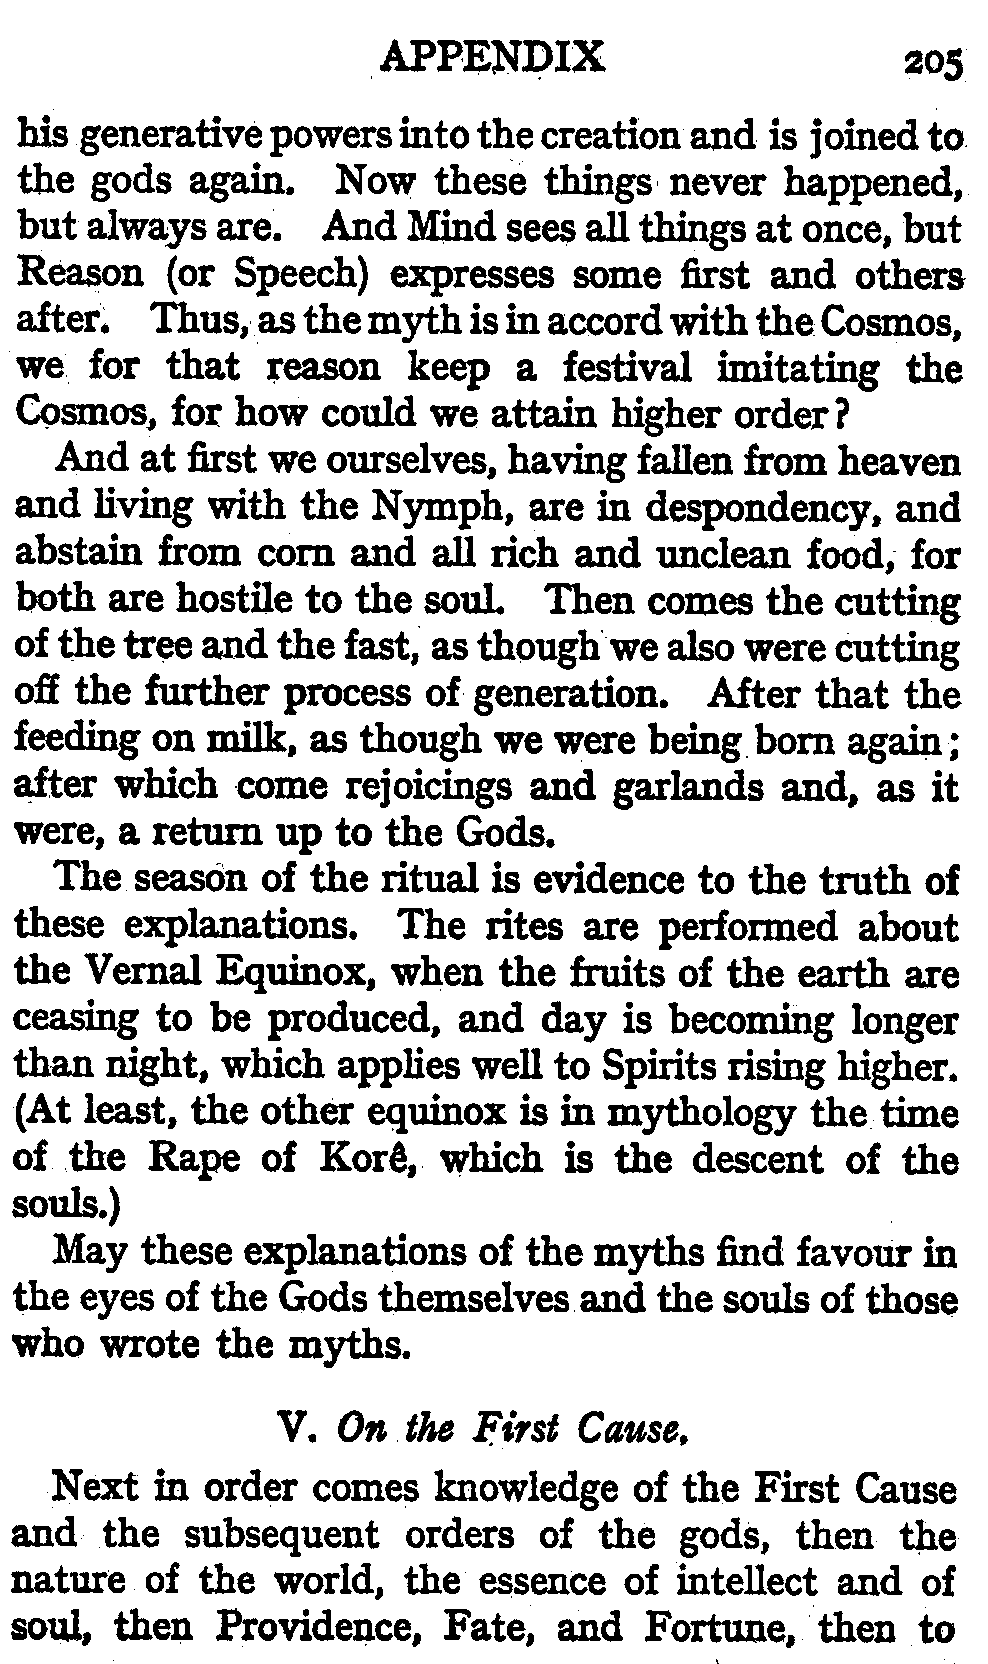 APPENDIX 205
his generative powers into the creation and is joined to
the gods again. Now these things never happened,
but always are. And Mind sees all things at once, but
Reason (or Speech) expresses some first and others
after. Thus, as the myth is in accord with the Cosmos,
we for that reason keep a festival imitating the
Cosmos, for how could we attain higher order?
And at first we ourselves, having fallen from heaven
and living with the Nymph, are in despondency, and
abstain from corn and all rich and unclean food, for
both are hostile to the soul. Then comes the cutting
of the tree and the fast, as though we also were cutting
off the further process of generation. After that the
feeding on milk, as though we were being born again;
after which come rejoicings and garlands and, as it
were, a return up to the Gods.
The season of the ritual is evidence to the truth of
these explanations. The rites are performed about
the Vernal Equinox, when the fruits of the earth are
ceasing to be produced, and day is becoming longer
than night, which applies well to Spirits rising higher.
(At least, the other equinox is in mythology the time
of the Rape of Korê, which is the descent of the
souls.)
May these explanations of the myths find favour in
the eyes of the Gods themselves and the souls of those
who wrote the myths.
V. On the First Cause.
Next in order comes knowledge of the First Cause
and the subsequent orders of the gods, then the
nature of the world, the essence of intellect and of
soul, then Providence, Fate, and Fortune, then to